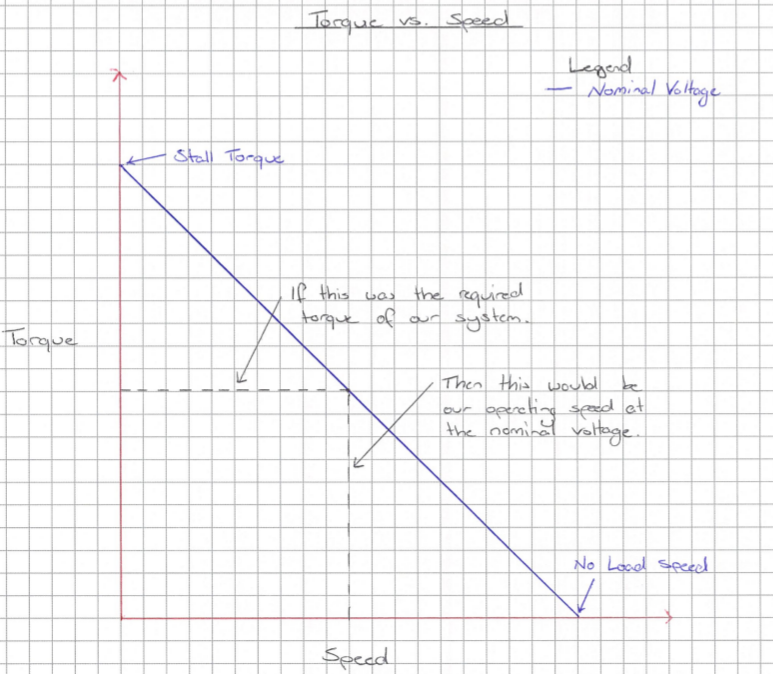 Torque vs. Speed
Legend
Nominal Voltage
Stall Torque
If this was the required
torque of our system.
Torque
Then this would be
our operating speed at
the nominal voltage.
No Load Speed
Speed